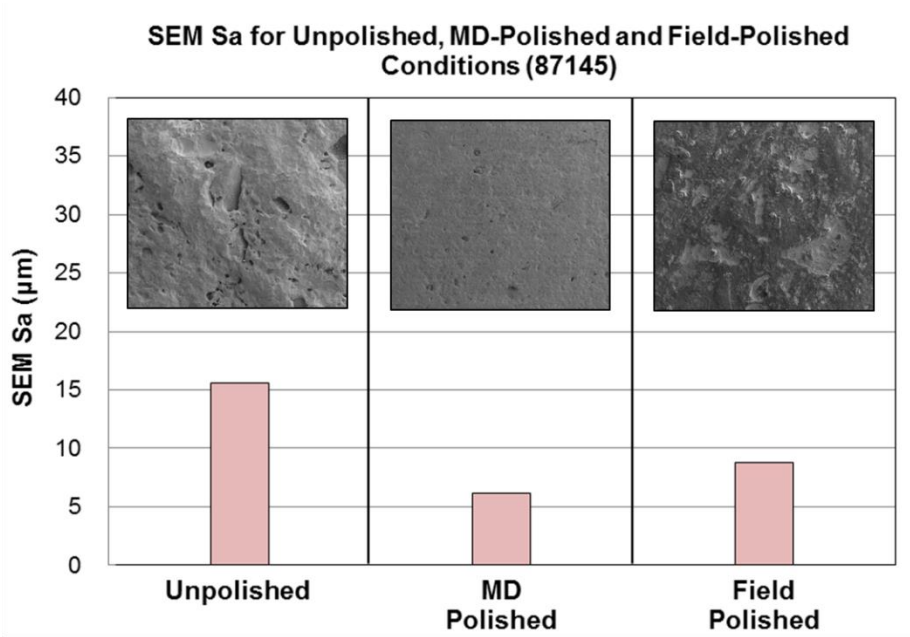 SEM Sa for Unpolished, MD-Polished and Field-Polished
Conditions (87145)
SEM Sa (µm)
40
35
30
25
20
15
10
5
0
Unpolished
MD
Polished
Field
Polished